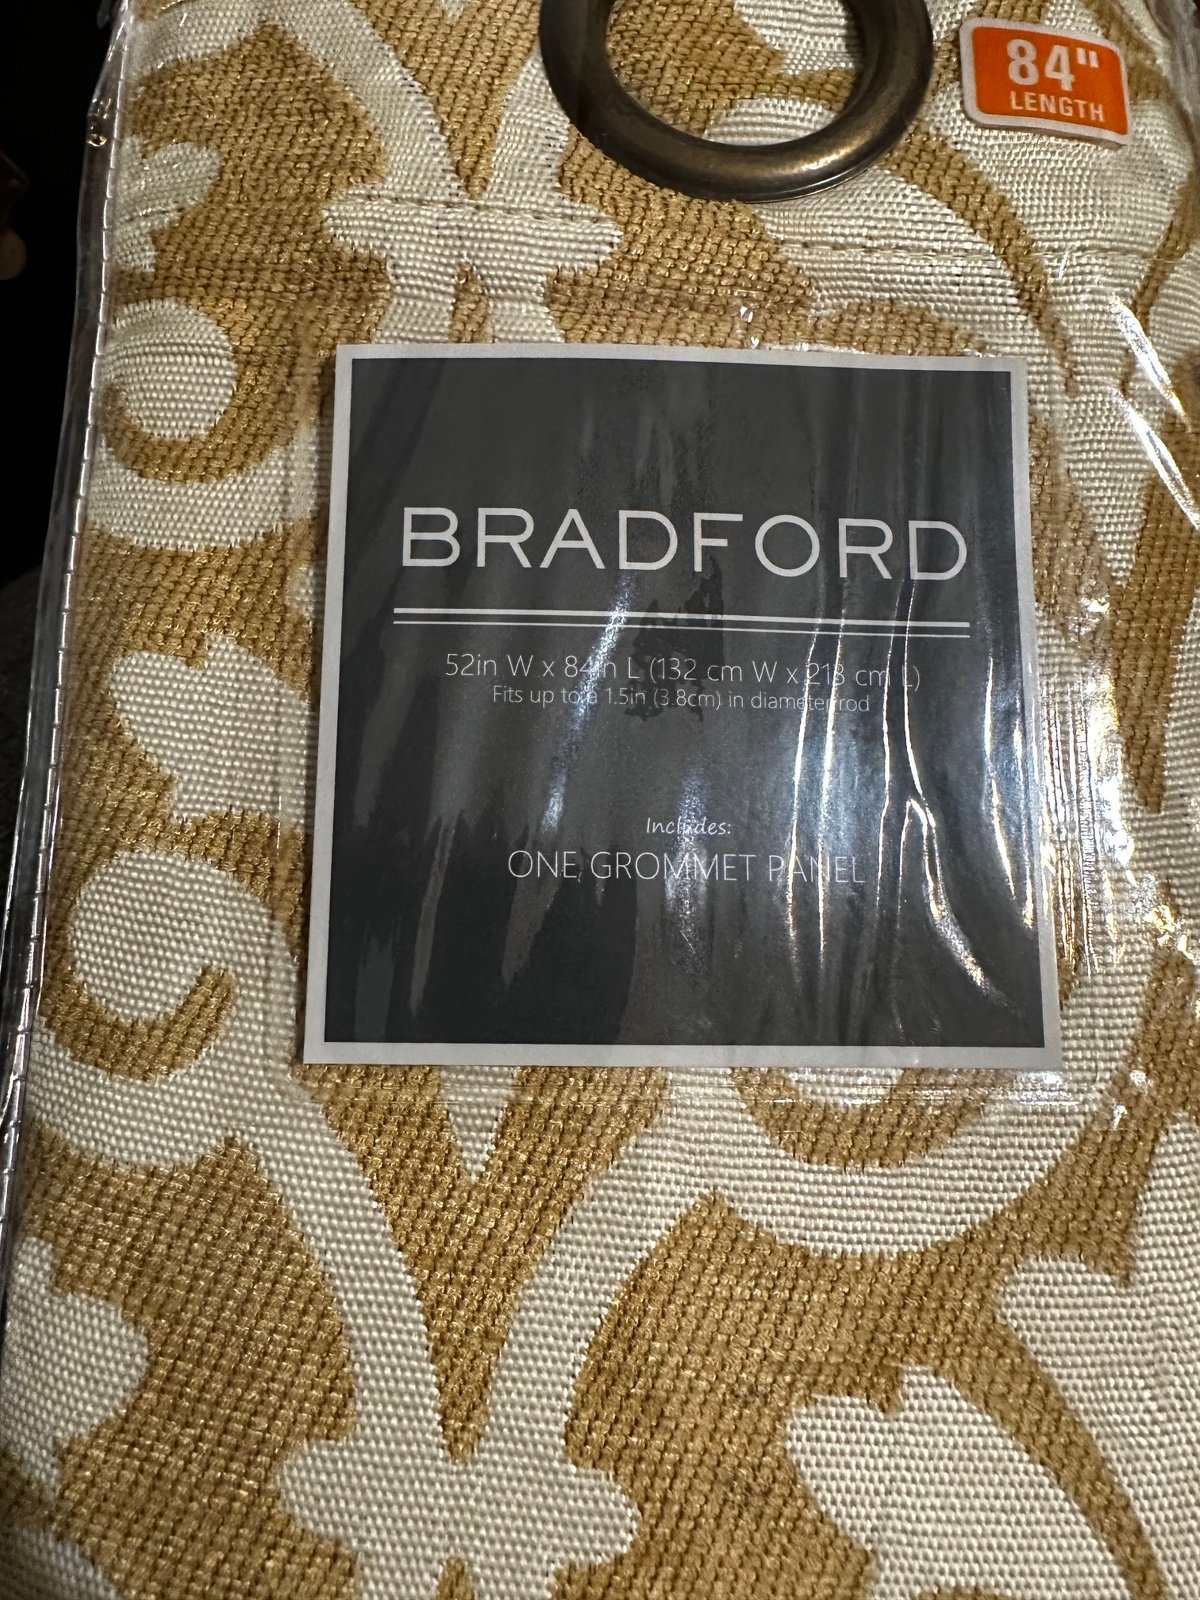 84"
LENGTH
BRADFORD
52in W x 84in L (132 cm W x 213 cm L)
Fits up to a 1.5in (3.8cm) in diameter rod
Includes:
ONE GROMMET PANEL